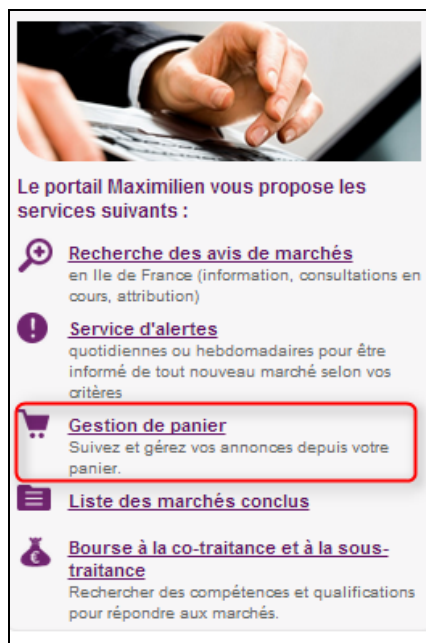 Le portail Maximilien vous propose les
services suivants :
Recherche des avis de marchés
en Ile de France (information, consultations en
cours, attribution)
Service d'alertes
quotidiennes ou hebdomadaires pour être
informé de tout nouveau marché selon vos
critères
Gestion de panier
Suivez et gérez vos annonces depuis votre
panier.
Liste des marchés conclus
Bourse à la co-traitance et à la sous-
traitance
Rechercher des compétences et qualifications
pour répondre aux marchés.